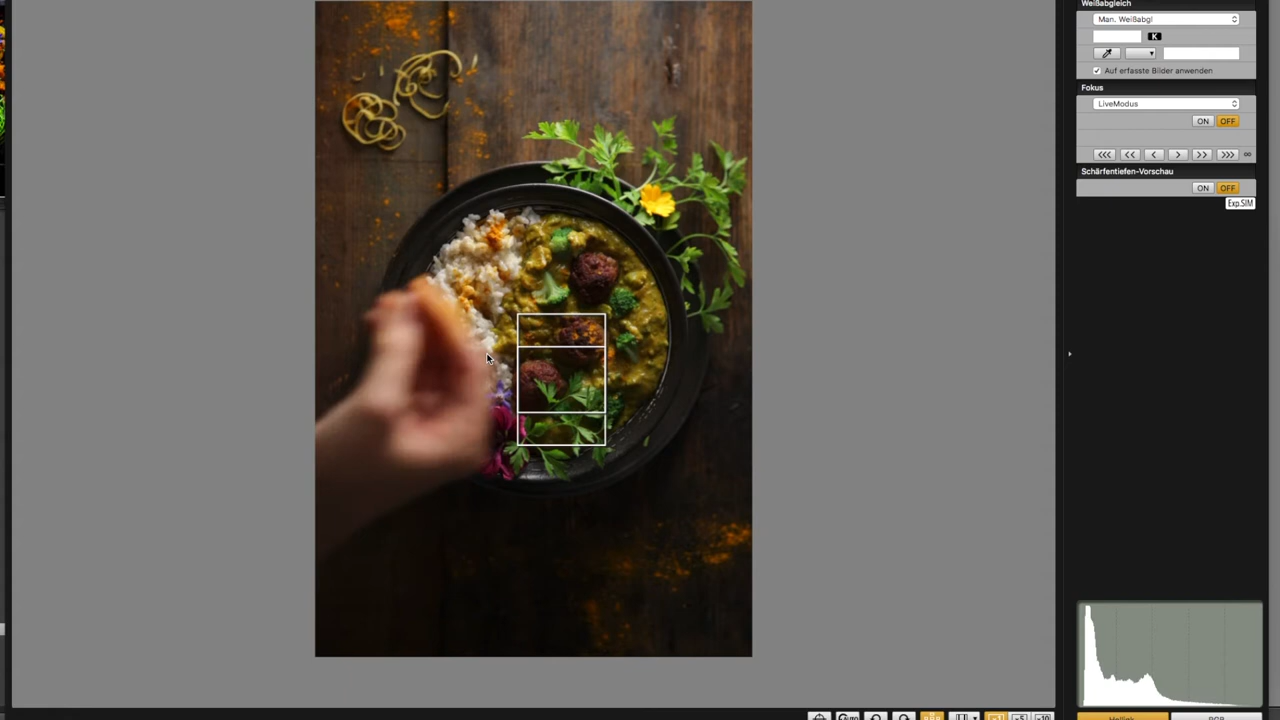 Weißabgleich
Man. Weißabgl
K
Auf erfasste Bilder anwenden
Fokus
LiveModus
ON OFF
<<< << < > >> >>> ∞
Schärfentiefen-Vorschau
ON OFF
Exp.SIM